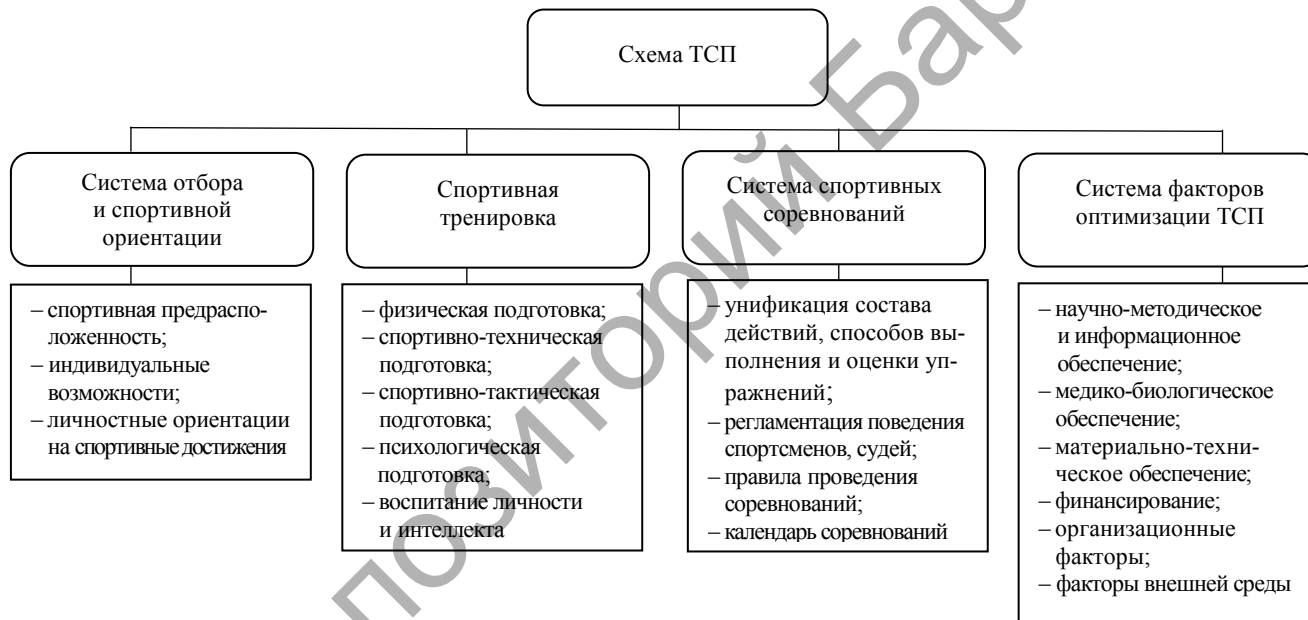 Схема ТСП
Система отбора
и спортивной
ориентации
Спортивная
тренировка
Система спортивных
соревнований
Система факторов
оптимизации ТСП
– спортивная предраспо-
ложенность;
– индивидуальные
возможности;
– личностные ориентации
на спортивные достижения
– физическая подготовка;
– спортивно-техническая
подготовка;
– спортивно-тактическая
подготовка;
– психологическая
подготовка;
– воспитание личности
и интеллекта
– унификация состава
действий, способов вы-
полнения и оценки уп-
ражнений;
– регламентация поведения
спортсменов, судей;
– правила проведения
соревнований;
– календарь соревнований
– научно-методическое
и информационное
обеспечение;
– медико-биологическое
обеспечение;
– материально-техни-
ческое обеспечение;
– финансирование;
– организационные
факторы;
– факторы внешней среды
позиторий Бар